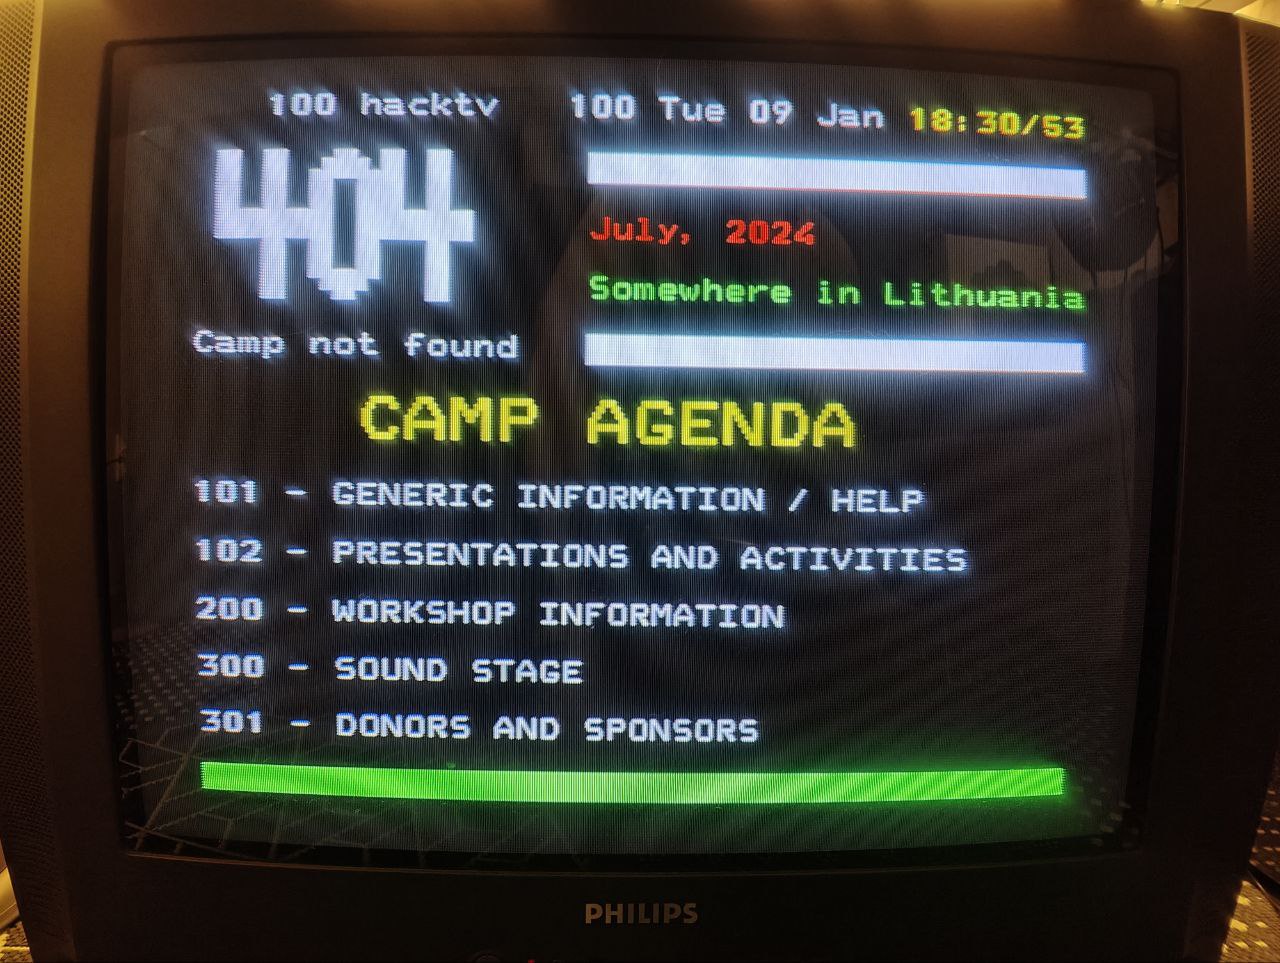 100 hacktv 100 Tue 09 Jan 18:30/53
404
July, 2024
Somewhere in Lithuania
Camp not found
CAMP AGENDA
101 - GENERIC INFORMATION / HELP
102 - PRESENTATIONS AND ACTIVITIES
200 - WORKSHOP INFORMATION
300 - SOUND STAGE
301 - DONORS AND SPONSORS
PHILIPS